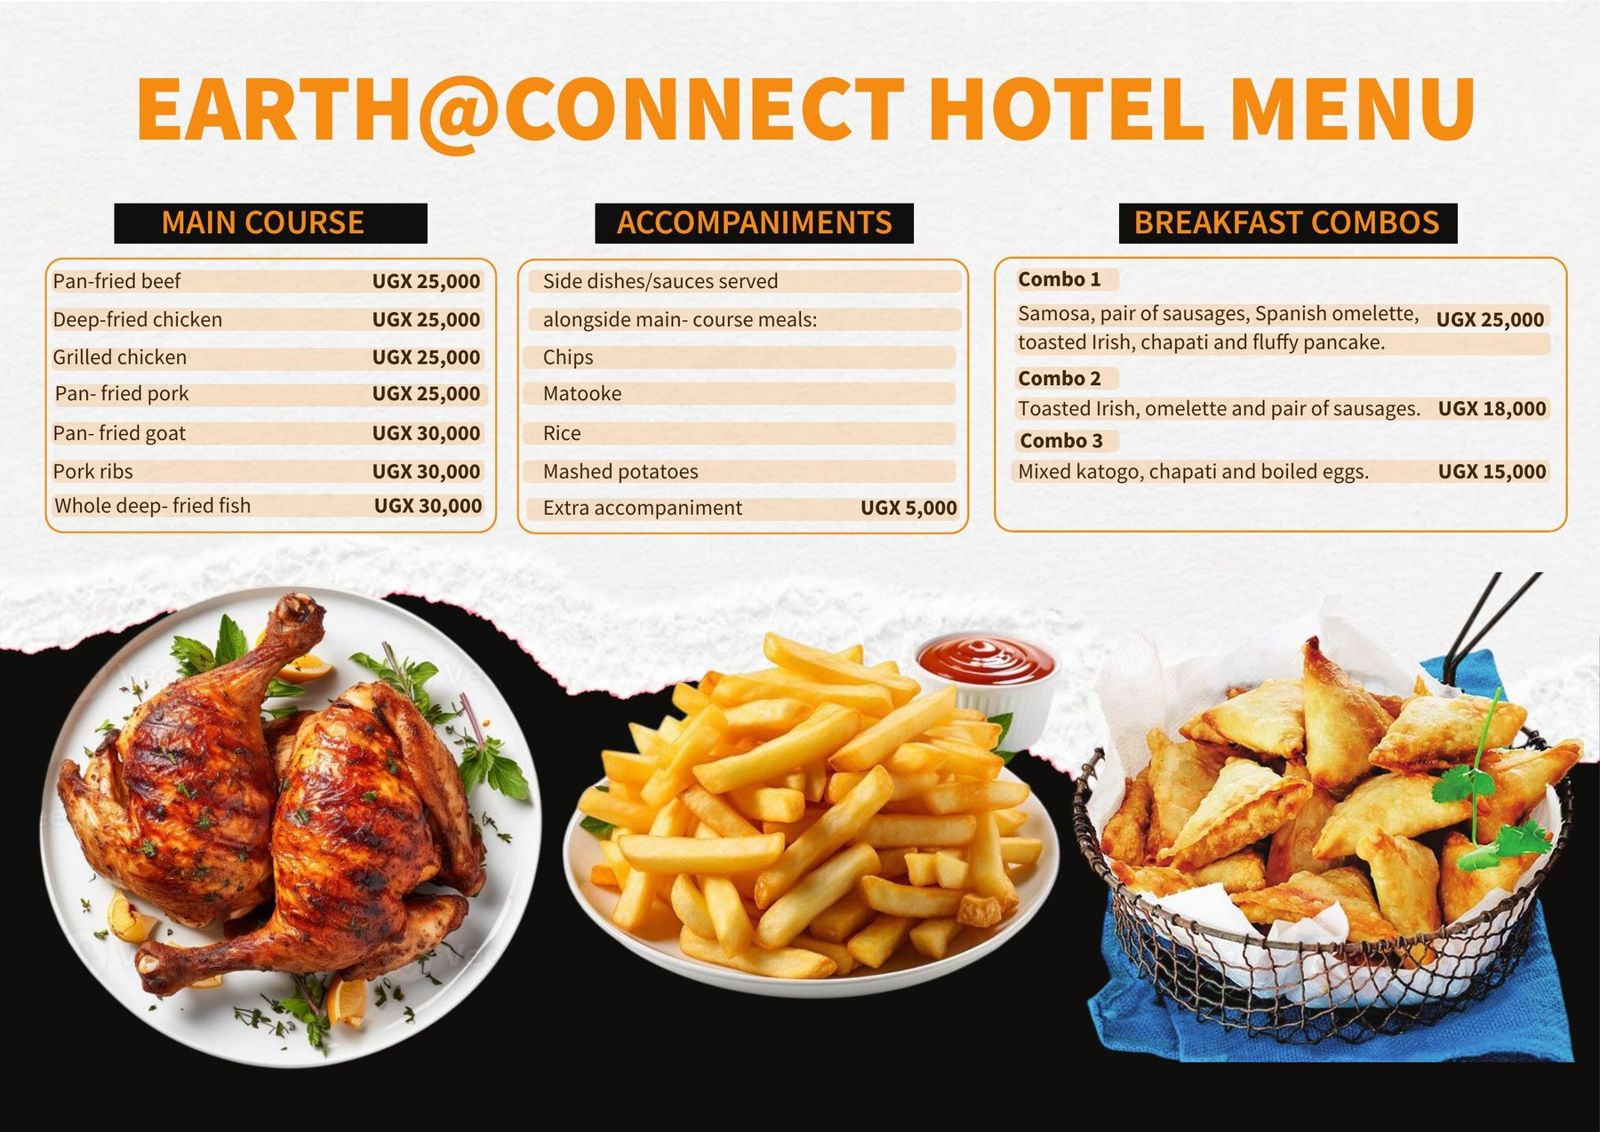 EARTH@CONNECT HOTEL MENU
MAIN COURSE
Pan-fried beef UGX 25,000
Deep-fried chicken UGX 25,000
Grilled chicken UGX 25,000
Pan- fried pork UGX 25,000
Pan- fried goat UGX 30,000
Pork ribs UGX 30,000
Whole deep- fried fish UGX 30,000
ACCOMPANIMENTS
Side dishes/sauces served
alongside main- course meals:
Chips
Matooke
Rice
Mashed potatoes
Extra accompaniment UGX 5,000
BREAKFAST COMBOS
Combo 1
Samosa, pair of sausages, Spanish omelette, UGX 25,000
toasted Irish, chapati and fluffy pancake.
Combo 2
Toasted Irish, omelette and pair of sausages. UGX 18,000
Combo 3
Mixed katogo, chapati and boiled eggs. UGX 15,000